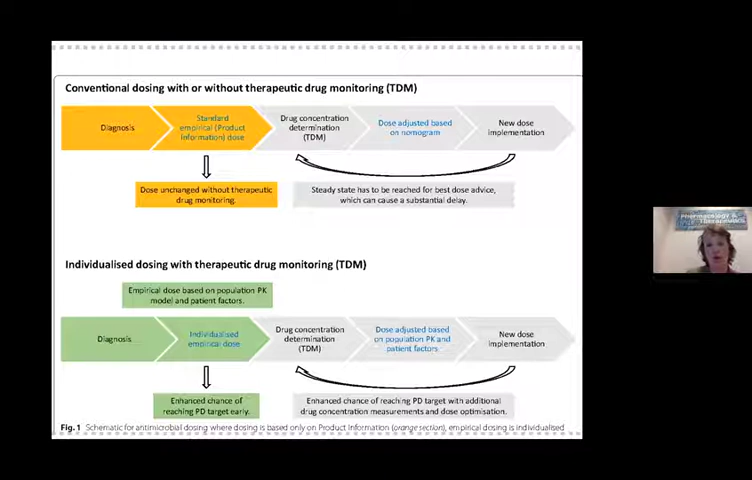 Conventional dosing with or without therapeutic drug monitoring (TDM)
Diagnosis
Standard
empirical (Product
Information) dose
Drug concentration
determination
(TDM)
Dose adjusted based
on nomogram
New dose
implementation
Dose unchanged without therapeutic
drug monitoring.
Steady state has to be reached for best dose advice,
which can cause a substantial delay.
Individualised dosing with therapeutic drug monitoring (TDM)
Empirical dose based on population PK
model and patient factors.
Diagnosis
Individualised
empirical dose
Drug concentration
determination
(TDM)
Dose adjusted based
on population PK and
patient factors
New dose
implementation
Enhanced chance of
reaching PD target early.
Enhanced chance of reaching PD target with additional
drug concentration measurements and dose optimisation.
Fig. 1 Schematic for antimicrobial dosing where dosing is based only on Product Information (orange section), empirical dosing is individualised
Pharmacology &
Therapeutics